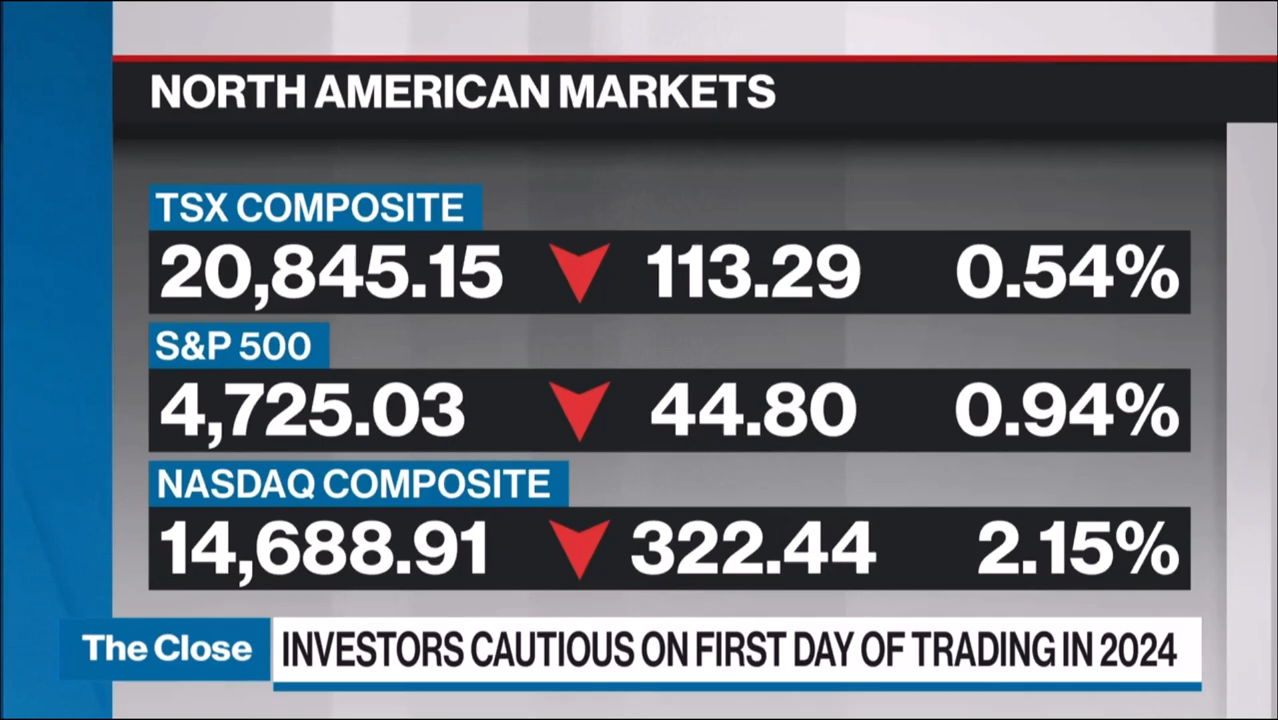 NORTH AMERICAN MARKETS
TSX COMPOSITE
20,845.15 113.29 0.54%
S&P 500
4,725.03 44.80 0.94%
NASDAQ COMPOSITE
14,688.91 322.44 2.15%
The Close INVESTORS CAUTIOUS ON FIRST DAY OF TRADING IN 2024